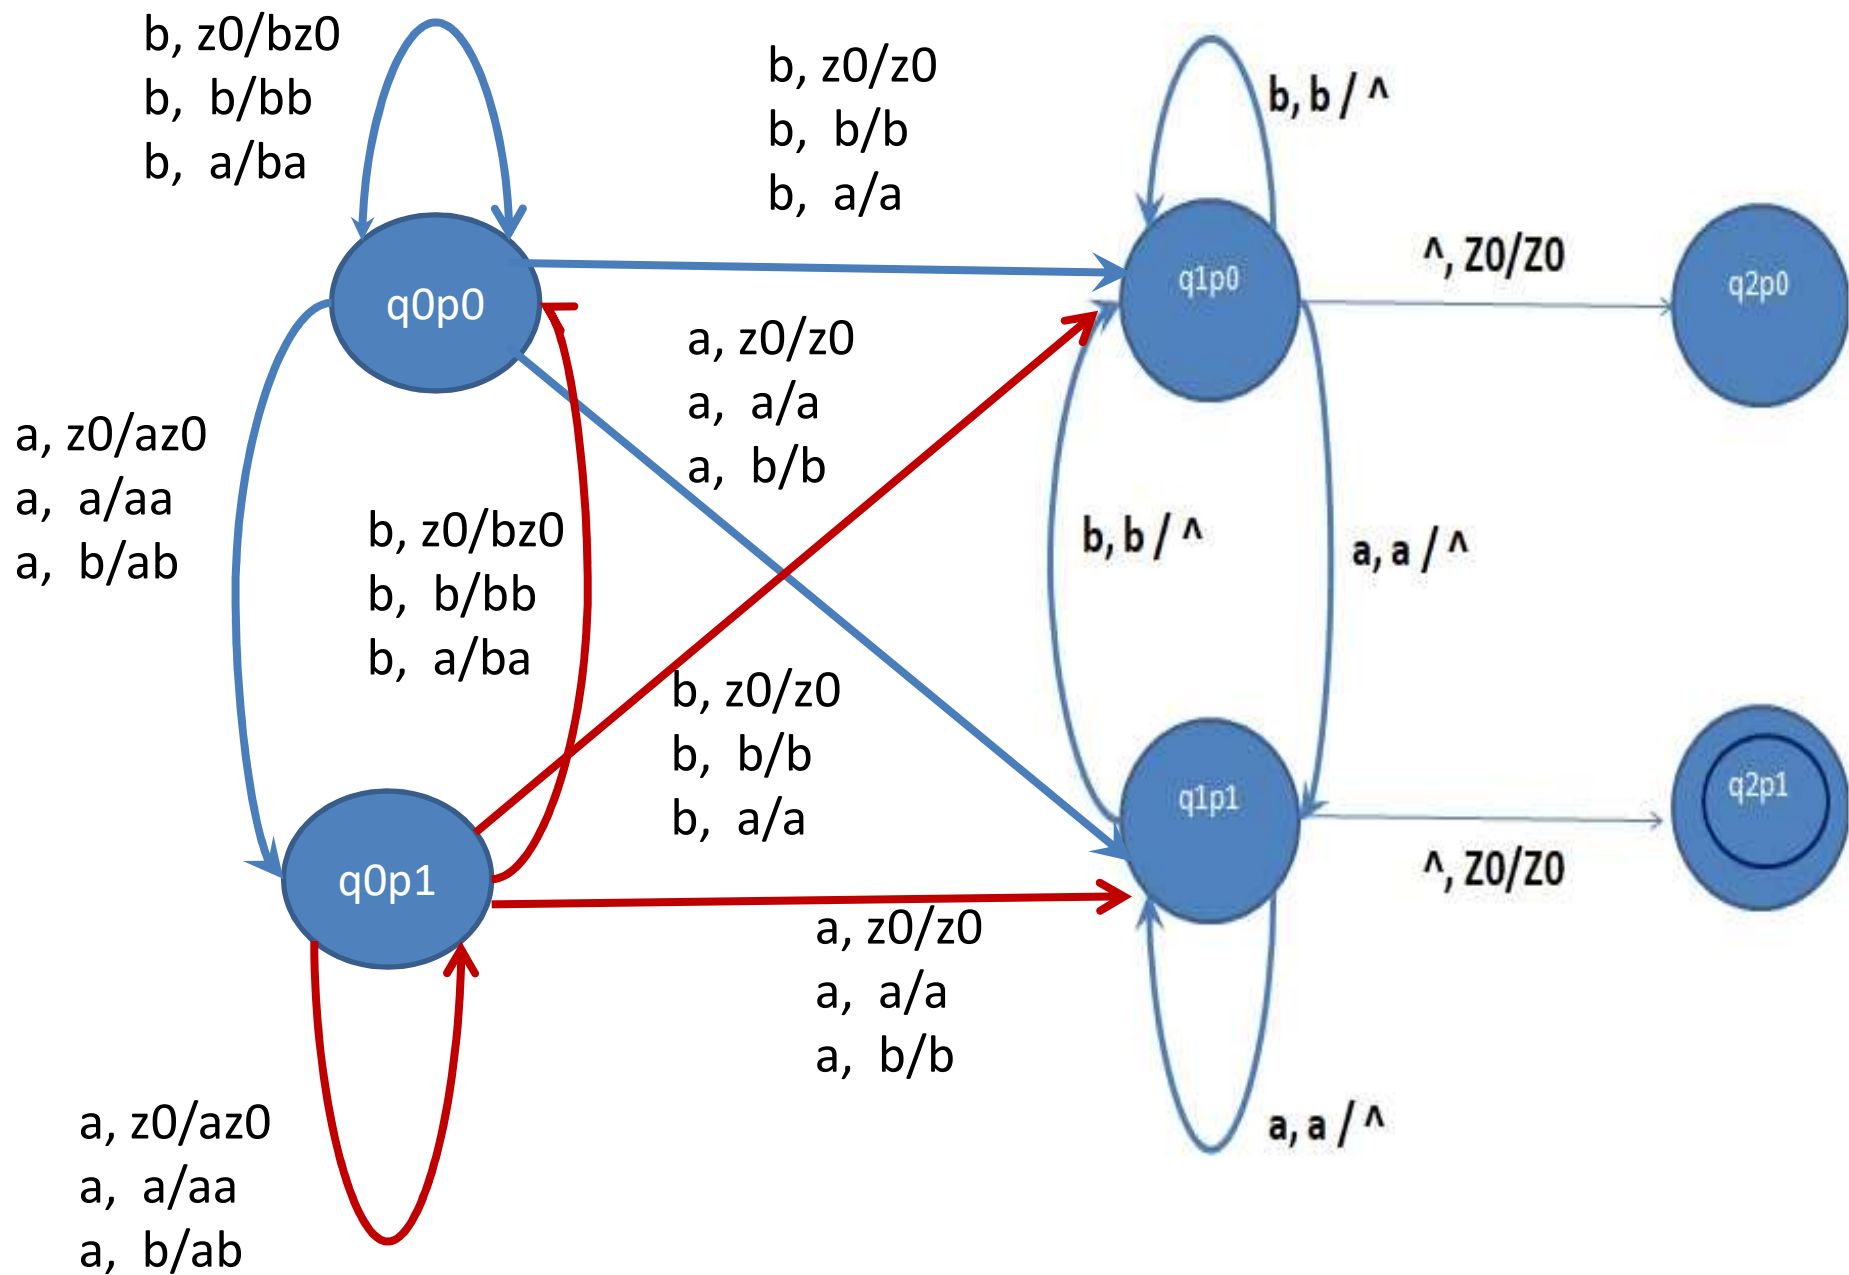 b, z0/bz0
b, b/bb
b, a/ba
b, z0/z0
b, b/b
b, a/a
b, b / ^
q0p0
q1p0
^, Z0/Z0
q2p0
a, z0/z0
a, a/a
a, b/b
a, z0/az0
a, a/aa
a, b/ab
b, z0/bz0
b, b/bb
b, a/ba
b, b / ^
a, a / ^
b, z0/z0
b, b/b
b, a/a
q0p1
q1p1
q2p1
^, Z0/Z0
a, z0/z0
a, a/a
a, b/b
a, z0/az0
a, a/aa
a, b/ab
a, a / ^